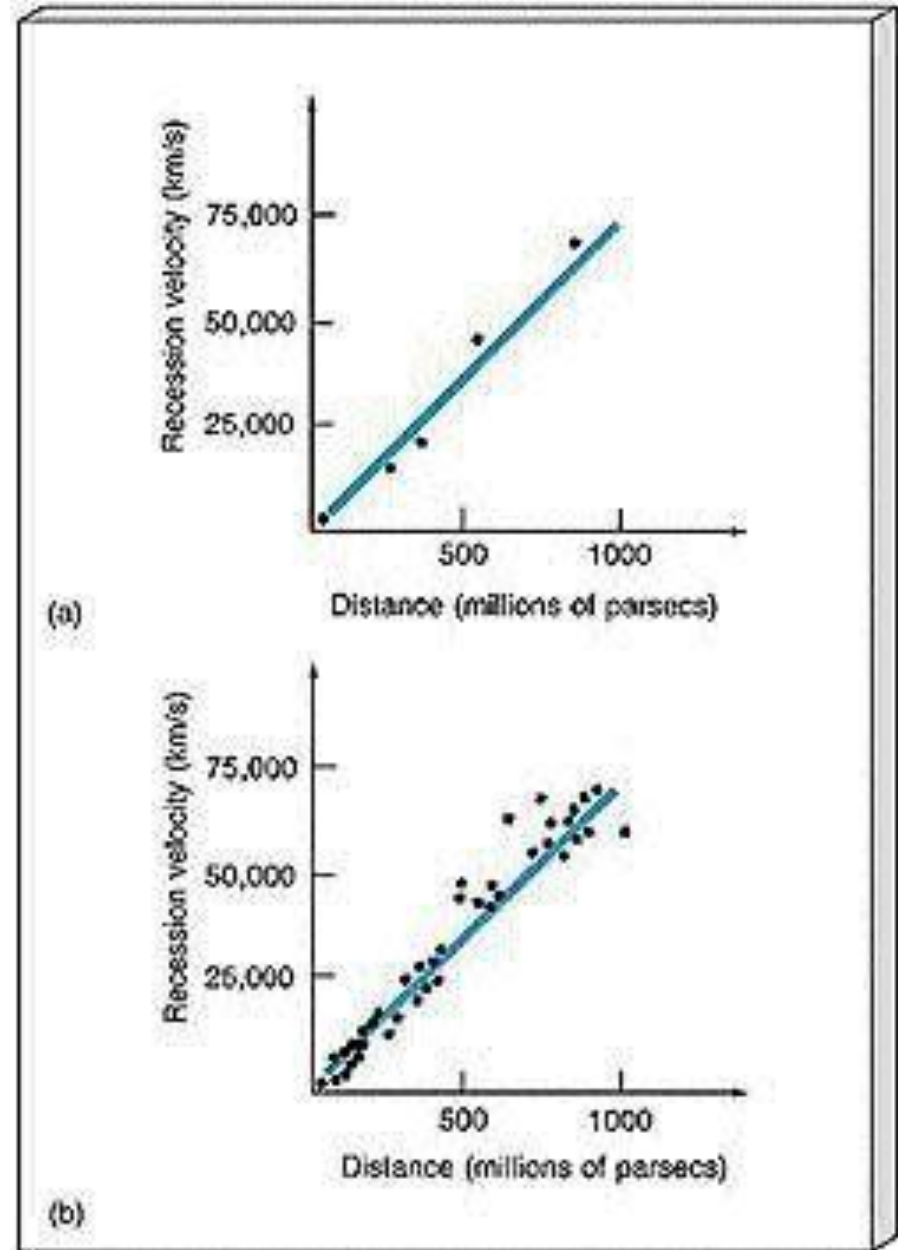 Recession velocity (km/s)
75,000
50,000
25,000
500 1000
Distance (millions of parsecs)
(a)
Recession velocity (km/s)
75,000
50,000
25,000
500 1000
Distance (millions of parsecs)
(b)